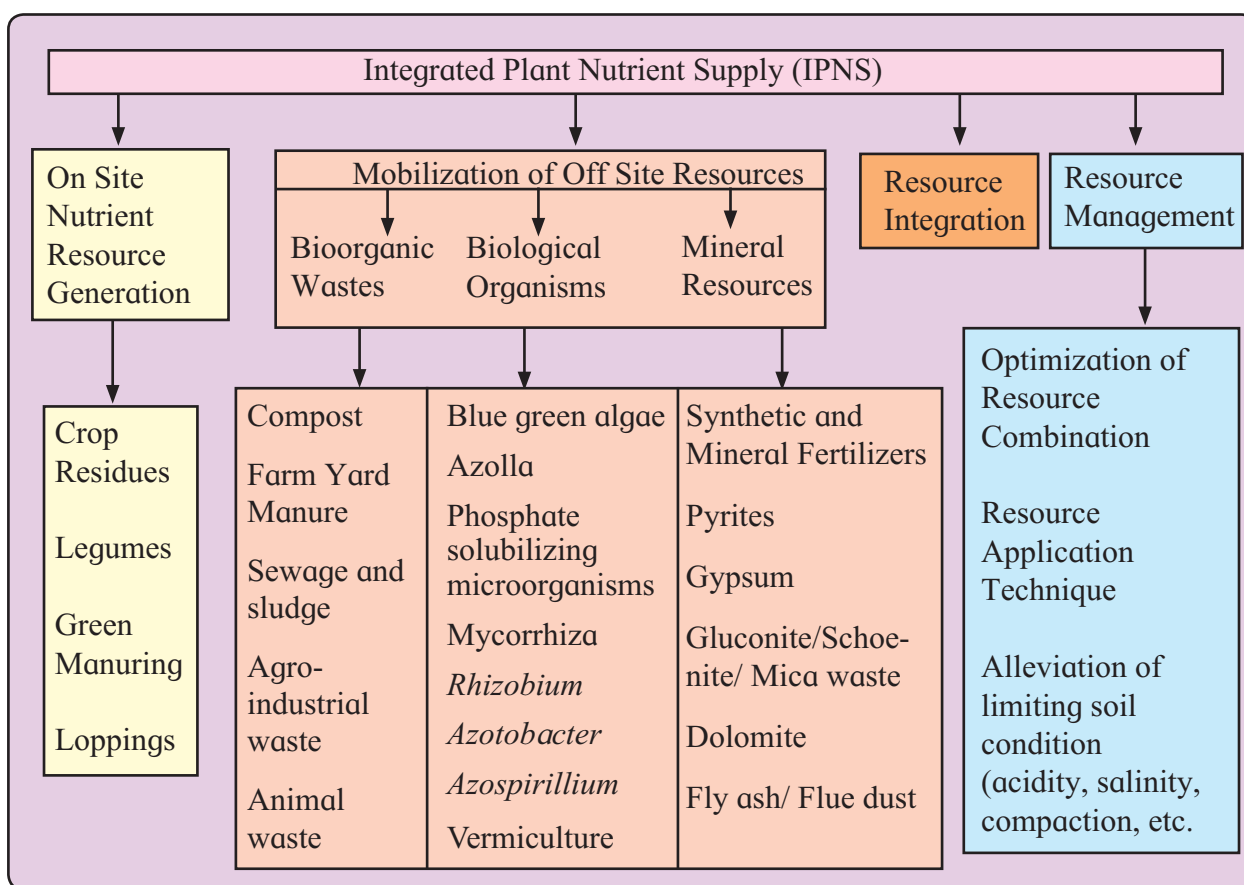 Integrated Plant Nutrient Supply (IPNS)
On Site
Nutrient
Resource
Generation
Mobilization of Off Site Resources
Bioorganic
Wastes
Biological
Organisms
Mineral
Resources
Resource
Integration
Resource
Management
Crop
Residues
Legumes
Green
Manuring
Loppings
Compost
Farm Yard
Manure
Sewage and
sludge
Agro-
industrial
waste
Animal
waste
Blue green algae
Azolla
Phosphate
solubilizing
microorganisms
Mycorrhiza
Rhizobium
Azotobacter
Azospirillium
Vermiculture
Synthetic and
Mineral Fertilizers
Pyrites
Gypsum
Gluconite/Schoe-
nite/ Mica waste
Dolomite
Fly ash/ Flue dust
Optimization of
Resource
Combination
Resource
Application
Technique
Alleviation of
limiting soil
condition
(acidity, salinity,
compaction, etc.